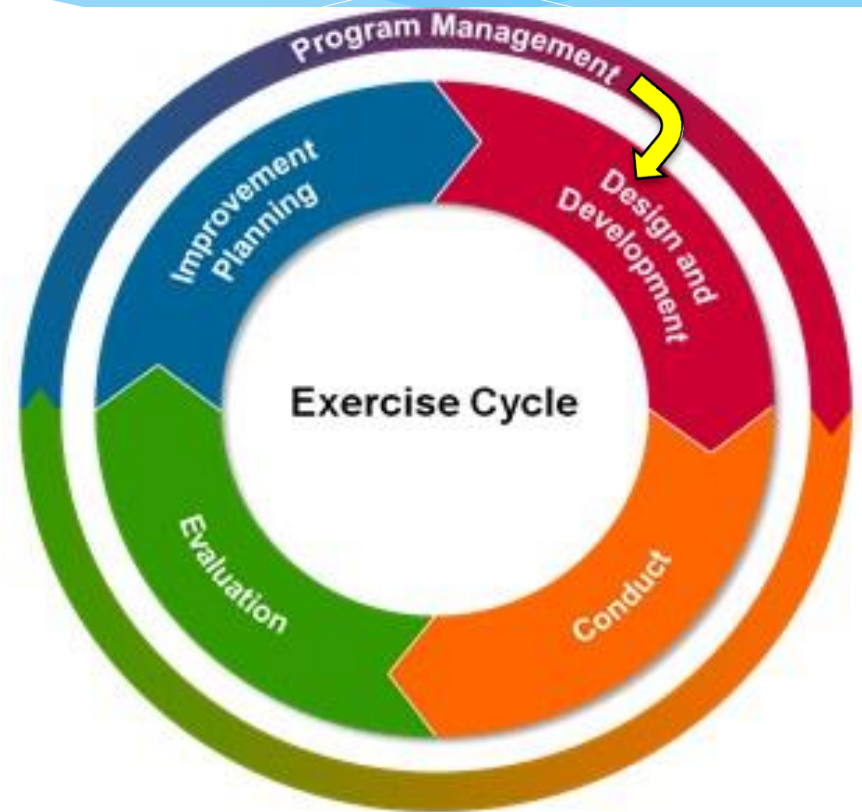 Program Management
Improvement
Planning
Design and
Development
Exercise Cycle
Evaluation
Conduct